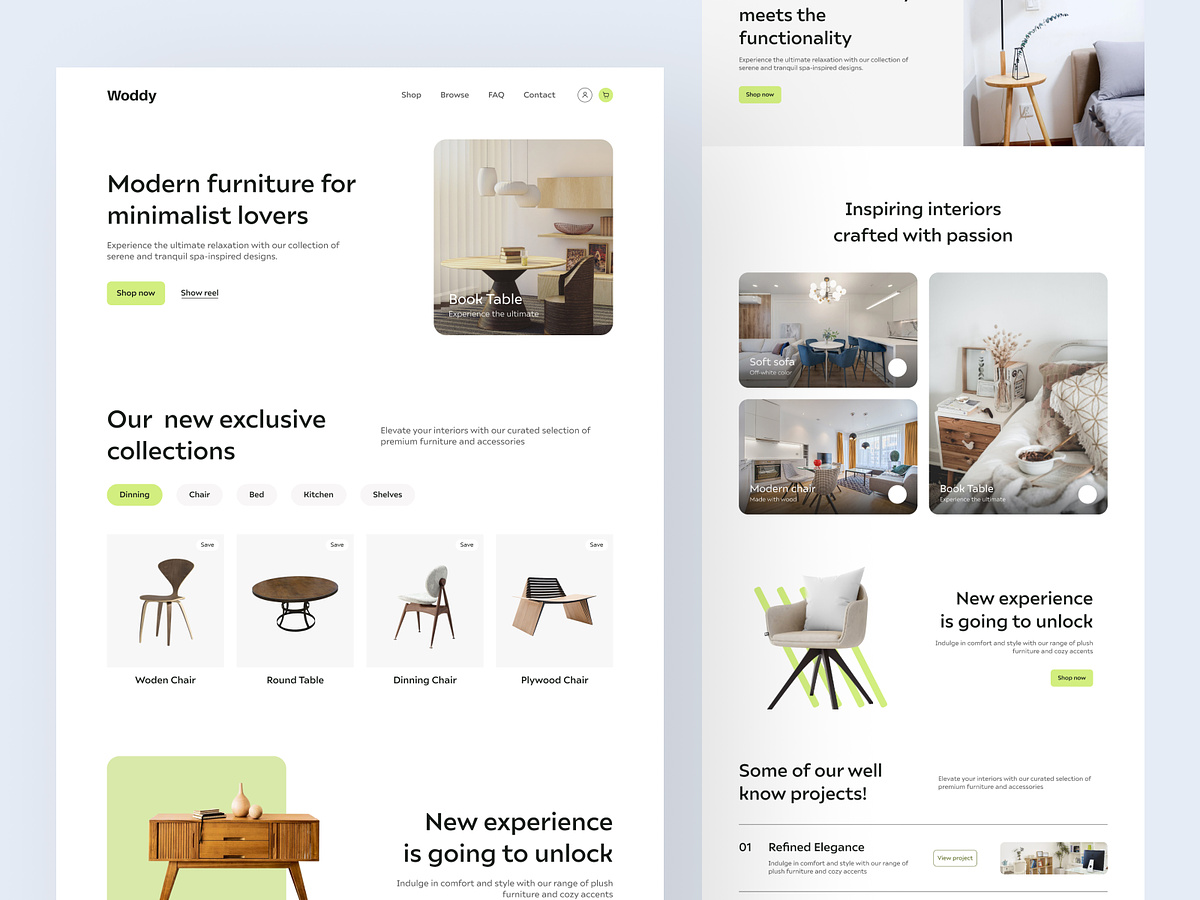 Woddy
Shop
Browse
FAQ
Contact
Modern furniture for
minimalist lovers
Experience the ultimate relaxation with our collection of
serene and tranquil spa-inspired designs.
Shop now
Show reel
Book Table
Experience the ultimate
Our new exclusive
collections
Elevate your interiors with our curated selection of
premium furniture and accessories
Dinning
Chair
Bed
Kitchen
Shelves
Save
Save
Save
Save
Woden Chair
Round Table
Dinning Chair
Plywood Chair
New experience
is going to unlock
Indulge in comfort and style with our range of plush
furniture and cozy accents
meets the
functionality
Experience the ultimate relaxation with our collection of
serene and tranquil spa-inspired designs.
Shop now
Inspiring interiors
crafted with passion
Soft sofa
Off-white color
Modern chair
Made with wood
Book Table
Experience the ultimate
New experience
is going to unlock
Indulge in comfort and style with our range of plush
furniture and cozy accents
Shop now
Some of our well
know projects!
Elevate your interiors with our curated selection of
premium furniture and accessories
01
Refined Elegance
Indulge in comfort and style with our range of
plush furniture and cozy accents
View project